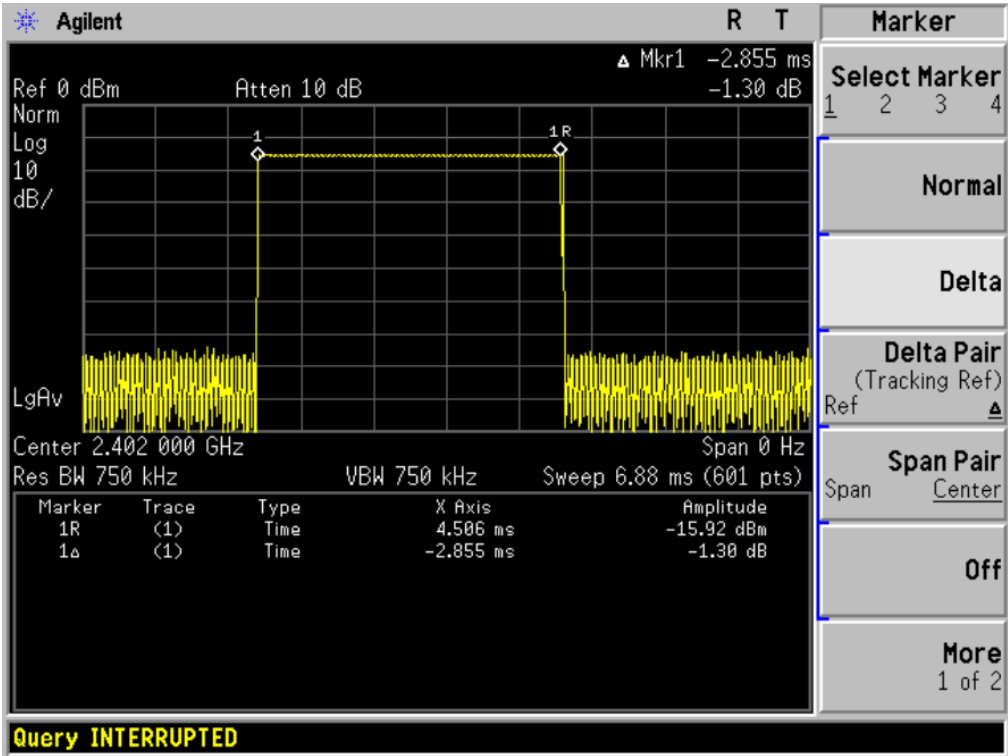 Agilent R T
Δ Mkr1 -2.855 ms
Ref 0 dBm Atten 10 dB -1.30 dB
Norm
Log
10
dB/
1 1R
LgAv
Center 2.402 000 GHz Span 0 Hz
Res BW 750 kHz VBW 750 kHz Sweep 6.88 ms (601 pts)
Marker Trace Type X Axis Amplitude
1R (1) Time 4.506 ms -15.92 dBm
1Δ (1) Time -2.855 ms -1.30 dB
Query INTERRUPTED
Marker
Select Marker
1 2 3 4
Normal
Delta
Delta Pair
(Tracking Ref)
Ref Δ
Span Pair
Span Center
Off
More
1 of 2